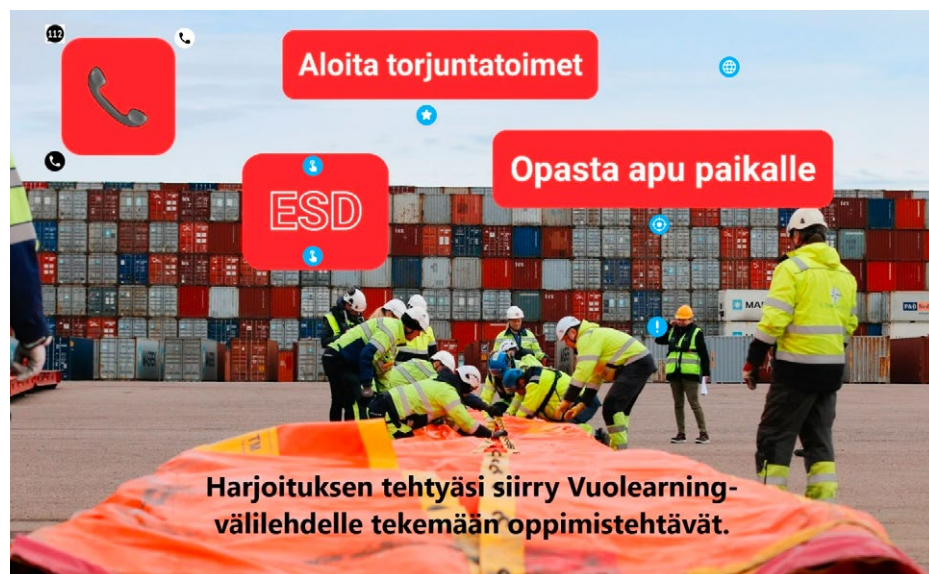 112
Aloita torjuntatoimet
Opasta apu paikalle
ESD
Harjoituksen tehtyäsi siirry Vuolearning-
välilehdelle tekemään oppimistehtävät.